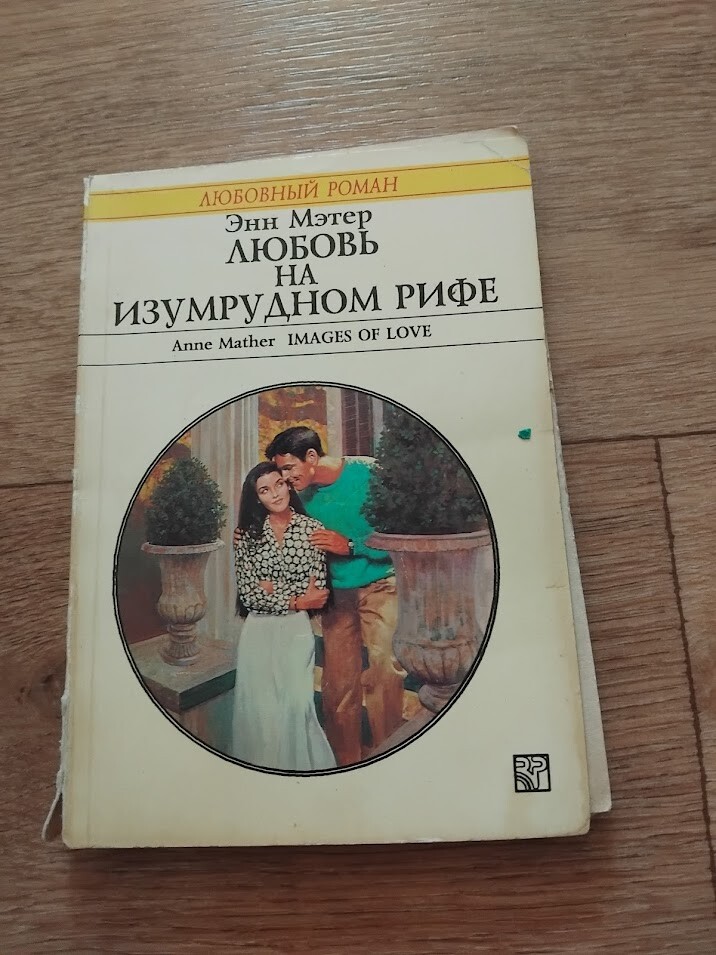 ЛЮБОВНЫЙ РОМАН
Энн Мэтер
ЛЮБОВЬ
НА
ИЗУМРУДНОМ РИФЕ
Anne Mather IMAGES OF LOVE